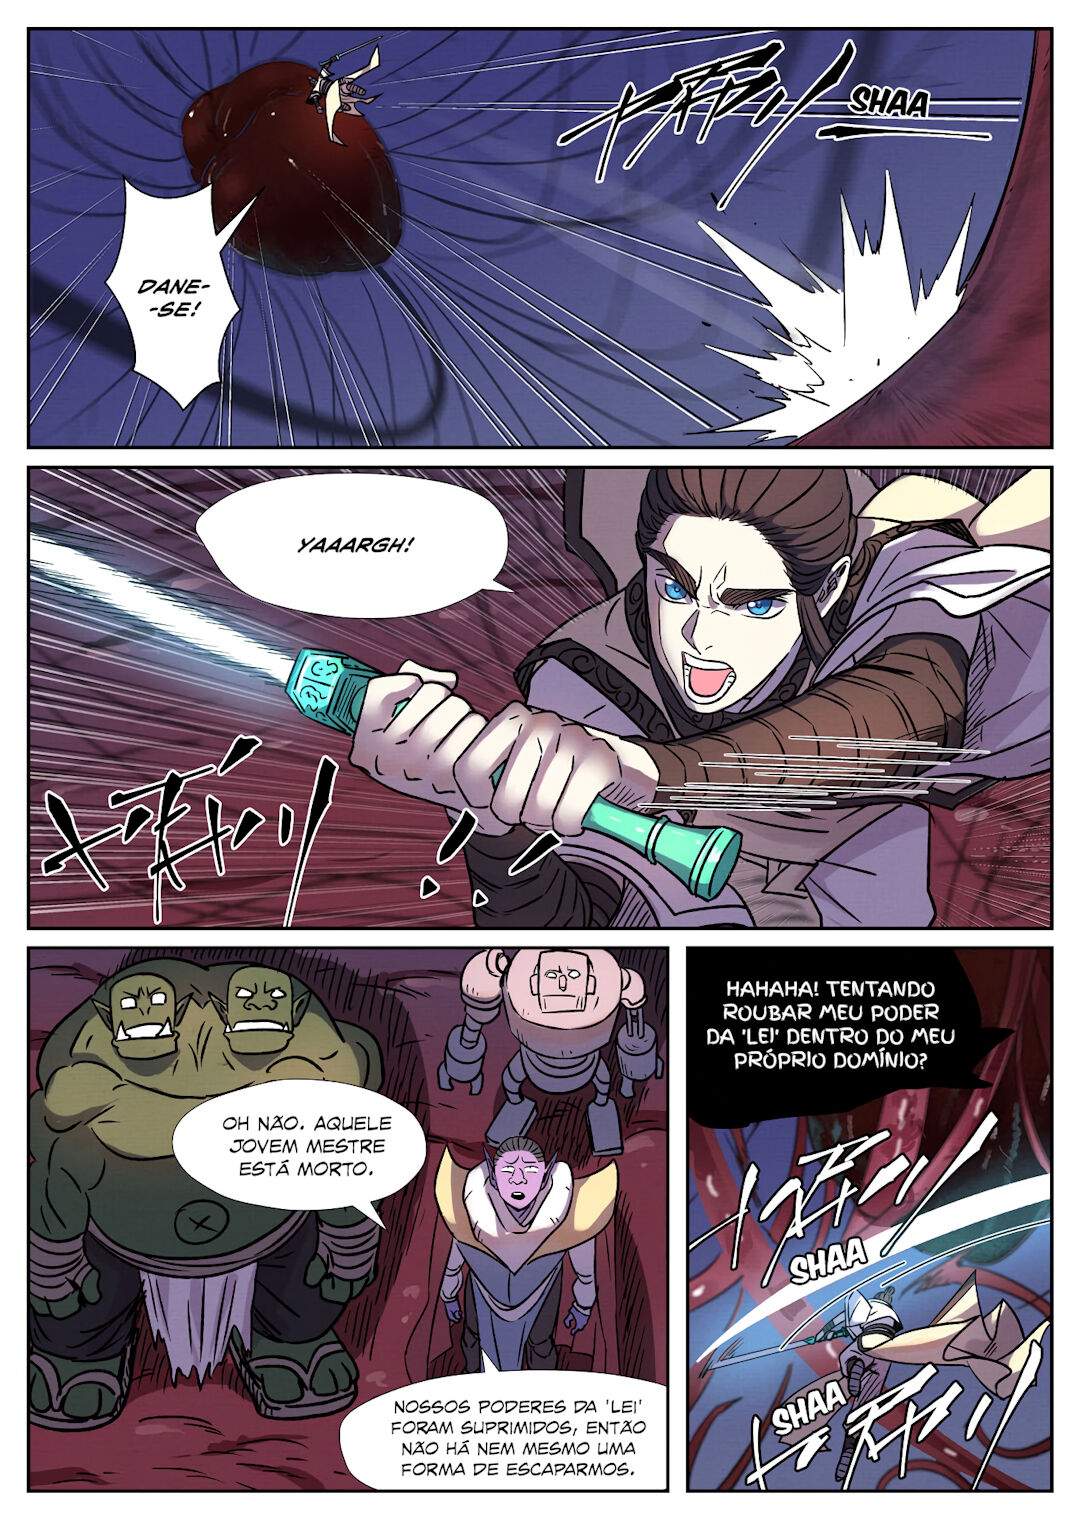 SHAA
DANE-
-SE!
YAAARGH!
OH NÃO. AQUELE
JOVEM MESTRE
ESTÁ MORTO.
NOSSOS PODERES DA 'LEI'
FORAM SUPRIMIDOS, ENTÃO
NÃO HÁ NEM MESMO UMA
FORMA DE ESCAPARMOS.
HAHAHA! TENTANDO
ROUBAR MEU PODER
DA 'LEI' DENTRO DO MEU
PRÓPRIO DOMÍNIO?
SHAA
SHAA